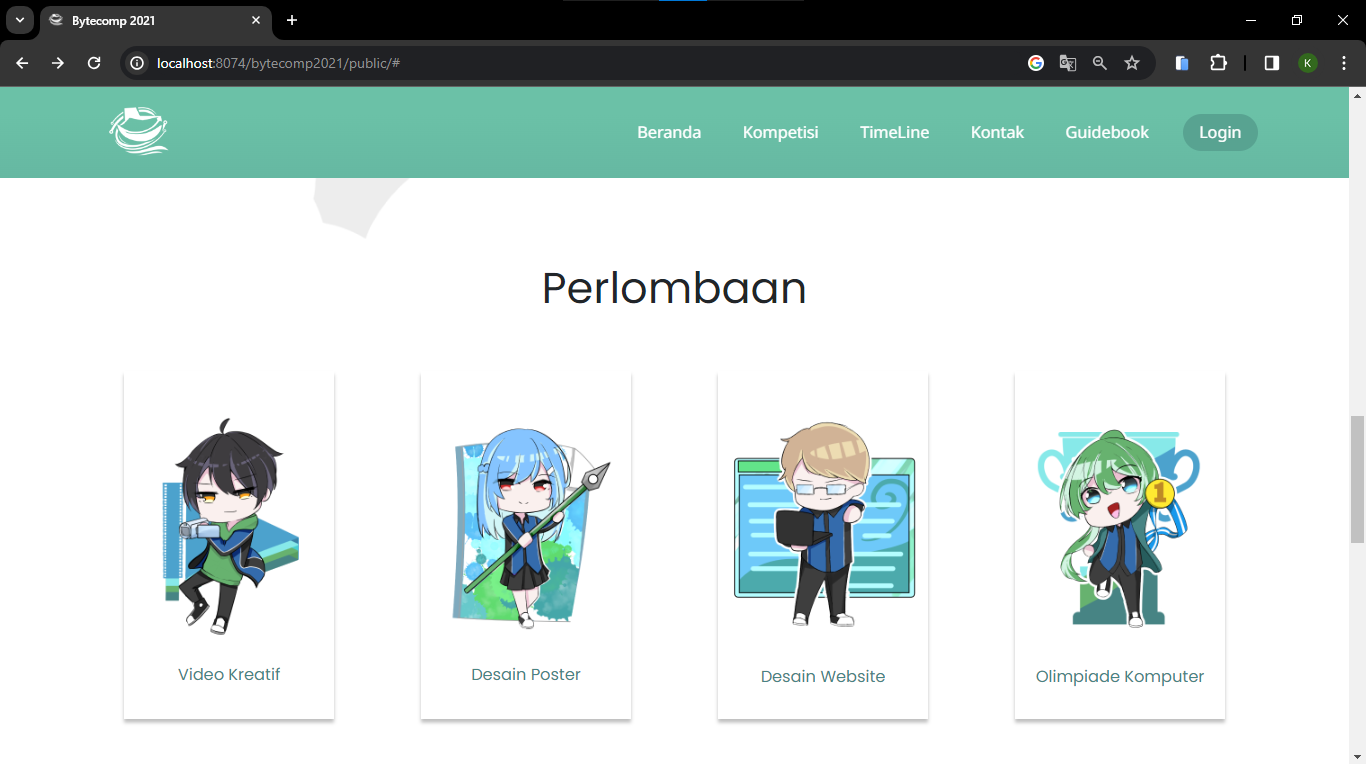 Bytecomp 2021
localhost:8074/bytecomp2021/public/#
K
Beranda Kompetisi TimeLine Kontak Guidebook Login
Perlombaan
1
Video Kreatif Desain Poster Desain Website Olimpiade Komputer